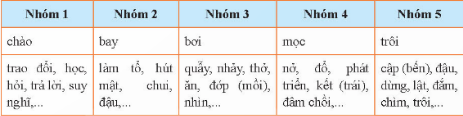 Nhóm 1 Nhóm 2 Nhóm 3 Nhóm 4 Nhóm 5
chào bay bơi mọc trôi
trao đổi, học, làm tổ, hút quẫy, nhảy, thở, nở, đổ, phát cập (bến), đậu,
hỏi, trả lời, suy mật, chui, ăn, đớp (mồi), triển, kết (trái), dừng, lật, đắm,
nghĩ,... đậu,... nhìn,... đâm chồi,... chìm, trôi,...